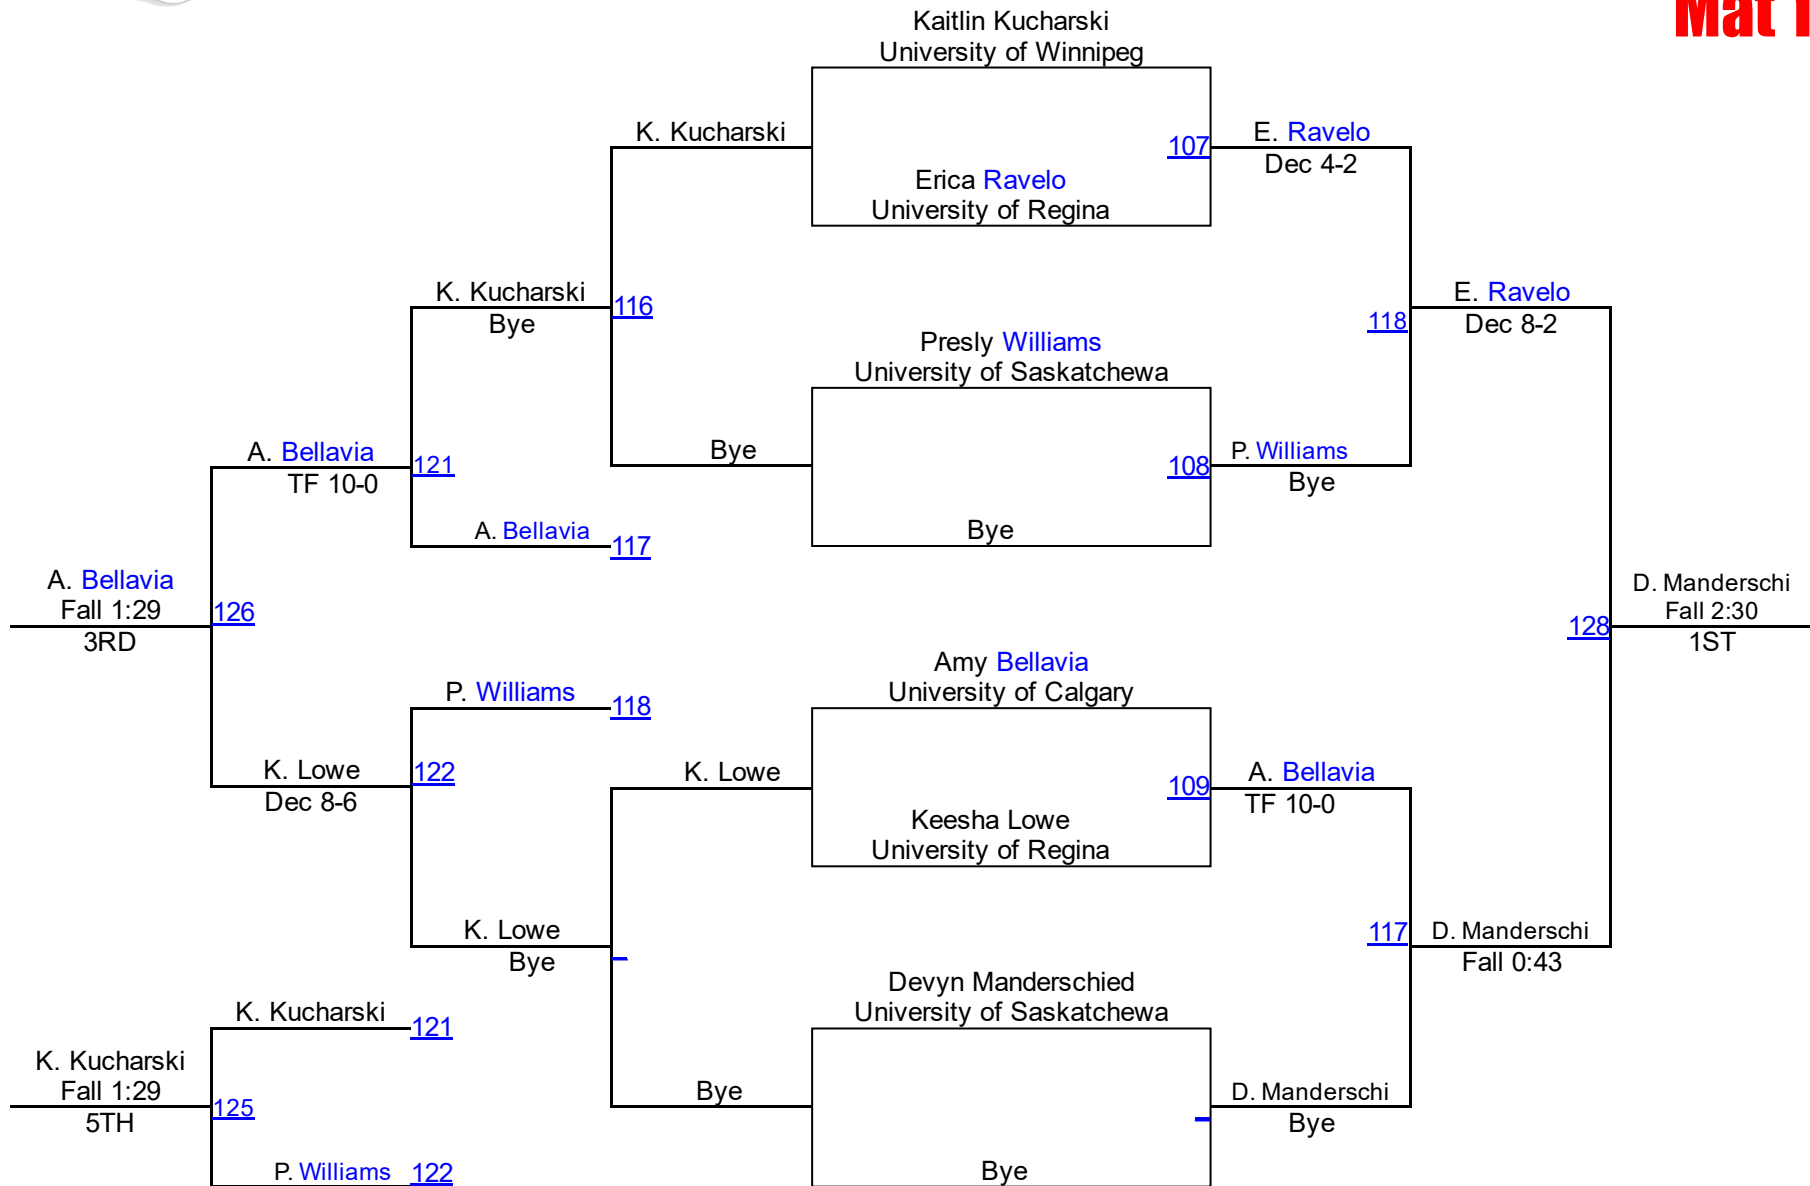 Mat 1
Kaitlin Kucharski
University of Winnipeg
K. Kucharski
107
E. Ravelo
Dec 4-2
Erica Ravelo
University of Regina
K. Kucharski
Bye
116
118
E. Ravelo
Dec 8-2
Presly Williams
University of Saskatchewa
A. Bellavia
TF 10-0
121
Bye
108
P. Williams
Bye
A. Bellavia
117
Bye
A. Bellavia
Fall 1:29
3RD
126
128
D. Manderschi
Fall 2:30
1ST
P. Williams
118
Amy Bellavia
University of Calgary
K. Lowe
Dec 8-6
122
K. Lowe
109
A. Bellavia
TF 10-0
Keesha Lowe
University of Regina
K. Lowe
Bye
117
D. Manderschi
Fall 0:43
Devyn Manderschied
University of Saskatchewa
K. Kucharski
121
K. Kucharski
Fall 1:29
5TH
125
Bye
D. Manderschi
Bye
P. Williams
122
Bye